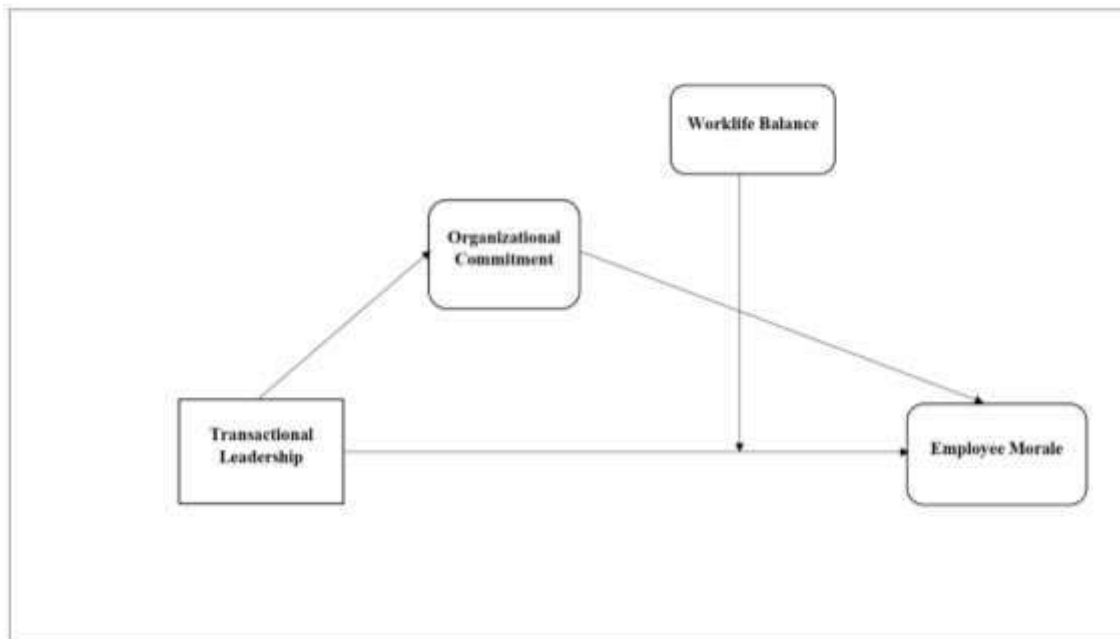 Worklife Balance
Organizational
Commitment
Transactional
Leadership
Employee Morale